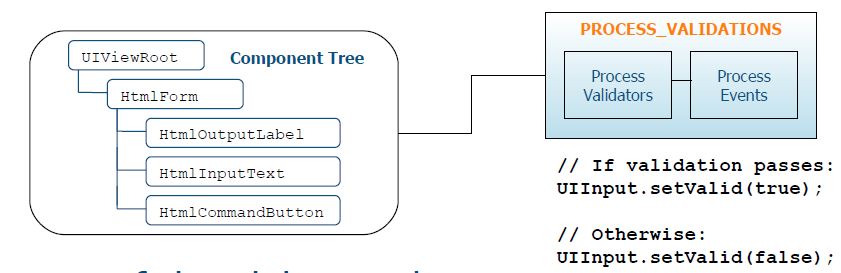 UIViewRoot
Component Tree
HtmlForm
HtmlOutputLabel
HtmlInputText
HtmlCommandButton
PROCESS_VALIDATIONS
Process
Validators
Process
Events
// If validation passes:
UIInput.setValid(true);
// Otherwise:
UIInput.setValid(false);